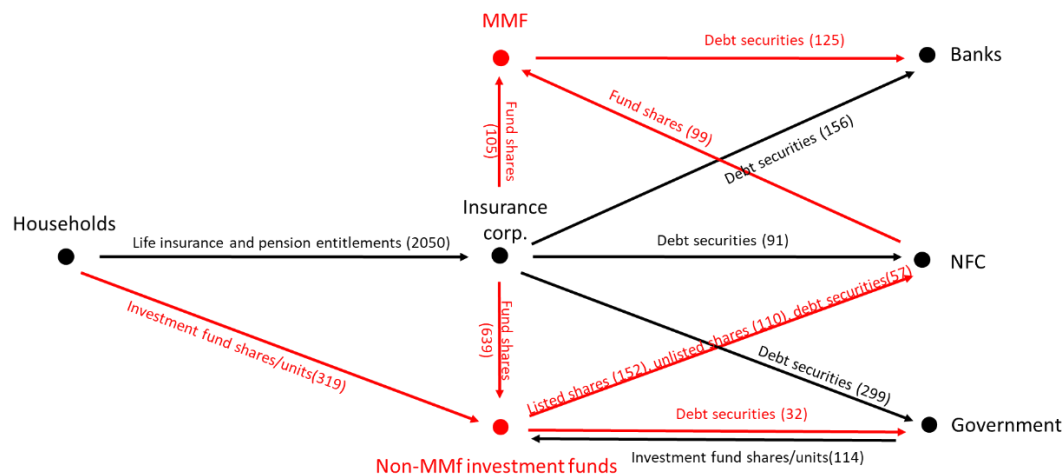 MMF
Debt securities (125)
Banks
Fund shares
(105)
Fund shares (99)
Debt securities (156)
Households
Insurance
corp.
Life insurance and pension entitlements (2050)
Debt securities (91)
NFC
Investment fund shares/units(319)
Fund shares
(639)
Listed shares (152), unlisted shares (110), debt securities(57)
Debt securities (299)
Debt securities (32)
Government
Investment fund shares/units(114)
Non-MMf investment funds